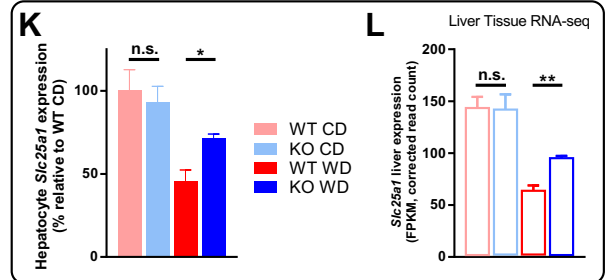 K
Hepatocyte Slc25a1 expression
(% relative to WT CD)
100
50
0
n.s.
*
WT CD
KO CD
WT WD
KO WD
L
Liver Tissue RNA-seq
Slc25a1 liver expression
(FPKM, corrected read count)
200
150
100
50
0
n.s.
**